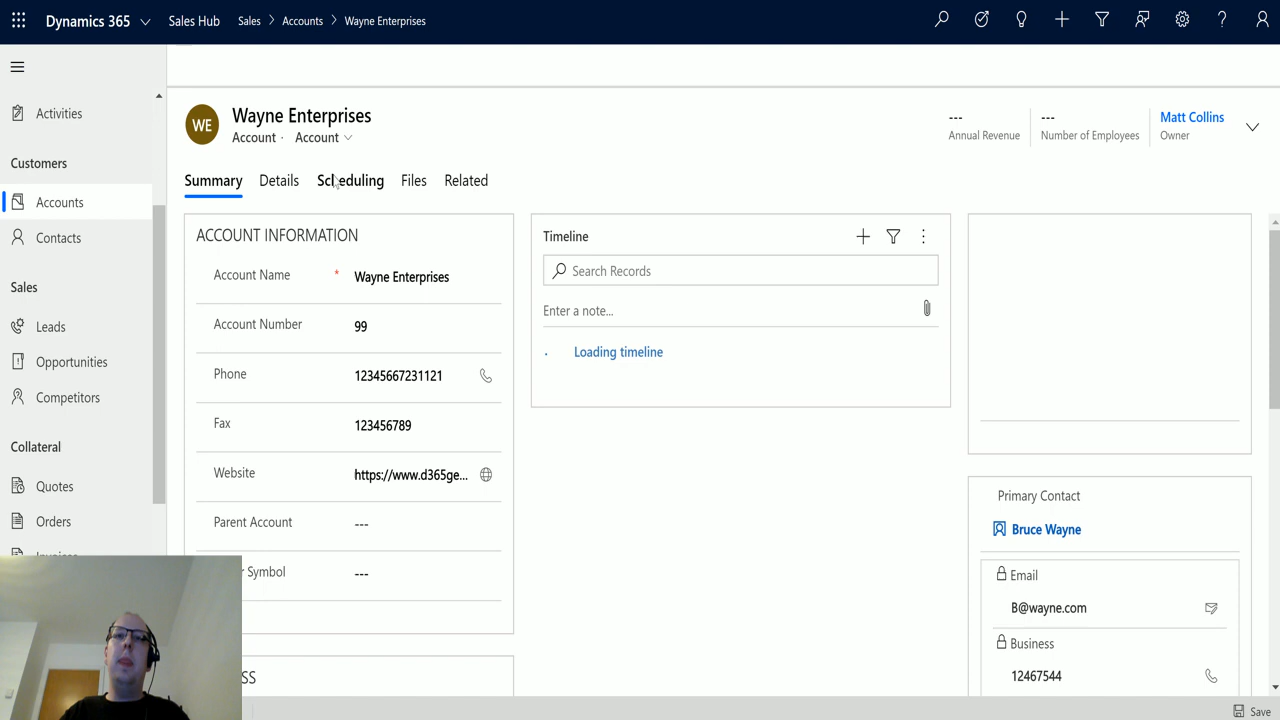 Dynamics 365
Sales Hub
Sales
Accounts
Wayne Enterprises
Activities
Customers
Accounts
Contacts
Sales
Leads
Opportunities
Competitors
Collateral
Quotes
Orders
WE
Wayne Enterprises
Account · Account
---
Annual Revenue
---
Number of Employees
Matt Collins
Owner
Summary
Details
Scheduling
Files
Related
ACCOUNT INFORMATION
Account Name * Wayne Enterprises
Account Number 99
Phone 12345667231121
Fax 123456789
Website https://www.d365ge...
Parent Account ---
Symbol ---
Timeline
Search Records
Enter a note...
Loading timeline
Primary Contact
Bruce Wayne
Email
B@wayne.com
Business
12467544
Save